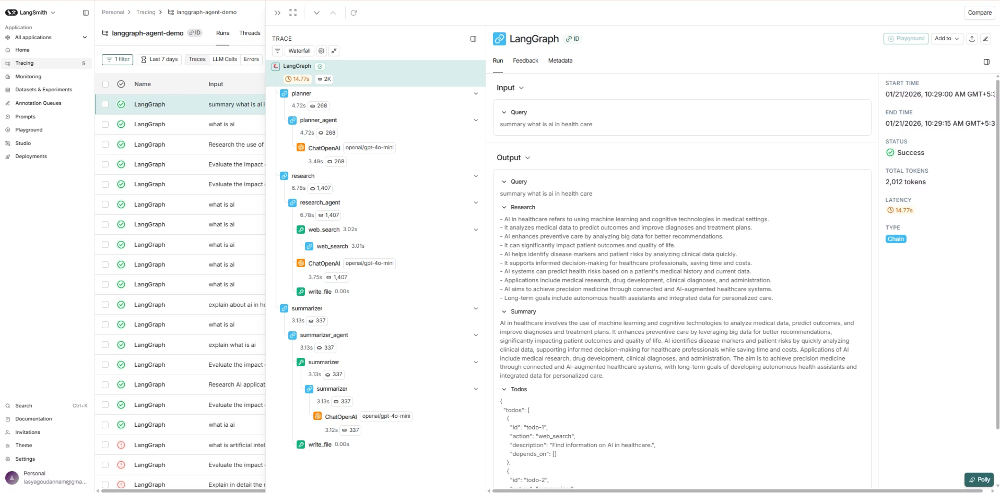 LangSmith
Application
All applications
Home
Tracing 5
Monitoring
Datasets & Experiments
Annotation Queues
Prompts
Playground
Studio
Deployments
Search Ctrl+K
Documentation
Invitations
Theme
Settings
Personal
lasyagoudannam@gma...
Personal > Tracing > langgraph-agent-demo
langgraph-agent-demo ID Runs Threads
1 filter Last 7 days Traces LLM Calls Errors
Name Input
LangGraph summary what is ai i
LangGraph what is ai
LangGraph Research the use of
LangGraph Evaluate the impact
LangGraph Evaluate the impact
LangGraph what is ai
LangGraph what is ai
LangGraph what is ai
LangGraph what is ai
LangGraph what is ai
LangGraph explain about ai in he
LangGraph what is ai
LangGraph explain what is ai
LangGraph Evaluate the impact
LangGraph Research AI applicat
LangGraph Evaluate the impact
LangGraph what ia ai
LangGraph what is artificial intel
LangGraph Evaluate the impact
LangGraph Explain in detail the r
TRACE
Waterfall
LangGraph
14.77s 2K
planner
4.72s 268
planner_agent
4.72s 268
ChatOpenAI openai/gpt-4o-mini
3.49s 268
research
6.78s 1,407
research_agent
6.78s 1,407
web_search 3.02s
web_search 3.01s
ChatOpenAI openai/gpt-4o-mini
3.75s 1,407
write_file 0.00s
summarizer
3.13s 337
summarizer_agent
3.13s 337
summarizer
3.13s 337
summarizer
3.13s 337
ChatOpenAI openai/gpt-4o-mini
3.12s 337
write_file 0.00s
Compare
LangGraph ID
Playground Add to
Run Feedback Metadata
Input
Query
summary what is ai in health care
Output
Query
summary what is ai in health care
Research
- AI in healthcare refers to using machine learning and cognitive technologies in medical settings.
- It analyzes medical data to predict outcomes and improve diagnoses and treatment plans.
- AI enhances preventive care by analyzing big data for better recommendations.
- It can significantly impact patient outcomes and quality of life.
- AI helps identify disease markers and patient risks by analyzing clinical data quickly.
- It supports informed decision-making for healthcare professionals, saving time and costs.
- AI systems can predict health risks based on a patient's medical history and current data.
- Applications include medical research, drug development, clinical diagnoses, and administration.
- AI aims to achieve precision medicine through connected and AI-augmented healthcare systems.
- Long-term goals include autonomous health assistants and integrated data for personalized care.
Summary
AI in healthcare involves the use of machine learning and cognitive technologies to analyze medical data, predict outcomes, and
improve diagnoses and treatment plans. It enhances preventive care by leveraging big data for better recommendations,
significantly impacting patient outcomes and quality of life. AI identifies disease markers and patient risks by quickly analyzing
clinical data, supporting informed decision-making for healthcare professionals while saving time and costs. Applications of AI
include medical research, drug development, clinical diagnoses, and administration. The aim is to achieve precision medicine
through connected and AI-augmented healthcare systems, with long-term goals of developing autonomous health assistants and
integrated data for personalized care.
Todos
{
"todos": [
{
"id": "todo-1",
"action": "web_search",
"description": "Find information on AI in healthcare.",
"depends_on": []
},
{
"id": "todo-2",
START TIME
01/21/2026, 10:29:00 AM GMT+5:3
END TIME
01/21/2026, 10:29:15 AM GMT+5:3
STATUS
Success
TOTAL TOKENS
2,012 tokens
LATENCY
14.77s
TYPE
Chain
Polly